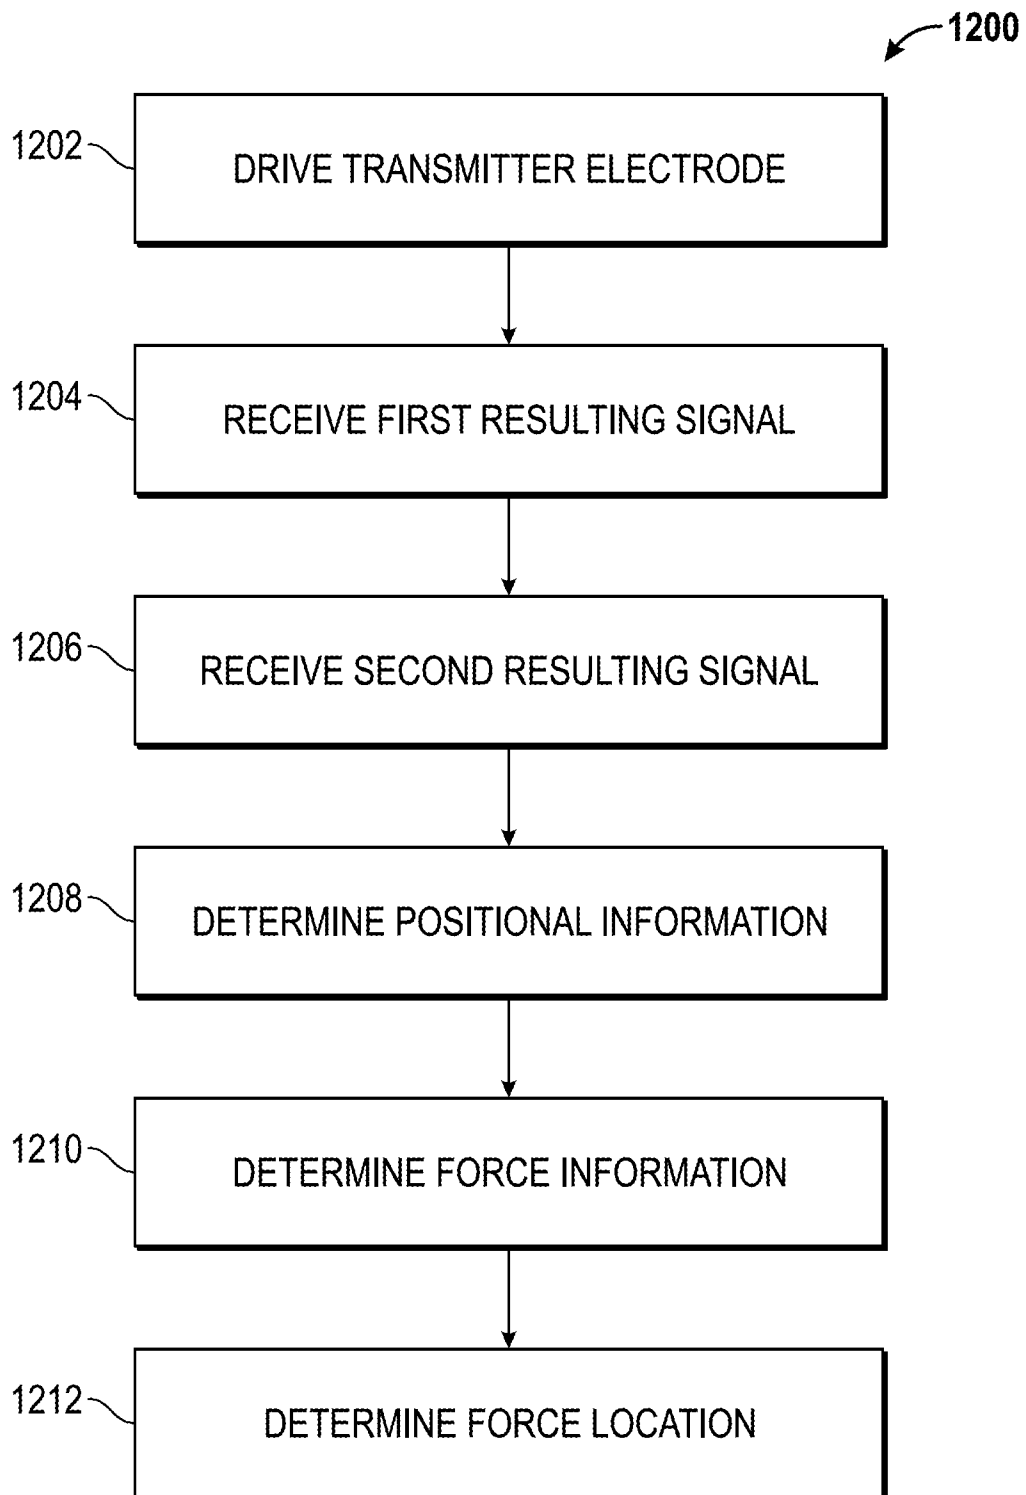 1200
1202
DRIVE TRANSMITTER ELECTRODE
1204
RECEIVE FIRST RESULTING SIGNAL
1206
RECEIVE SECOND RESULTING SIGNAL
1208
DETERMINE POSITIONAL INFORMATION
1210
DETERMINE FORCE INFORMATION
1212
DETERMINE FORCE LOCATION